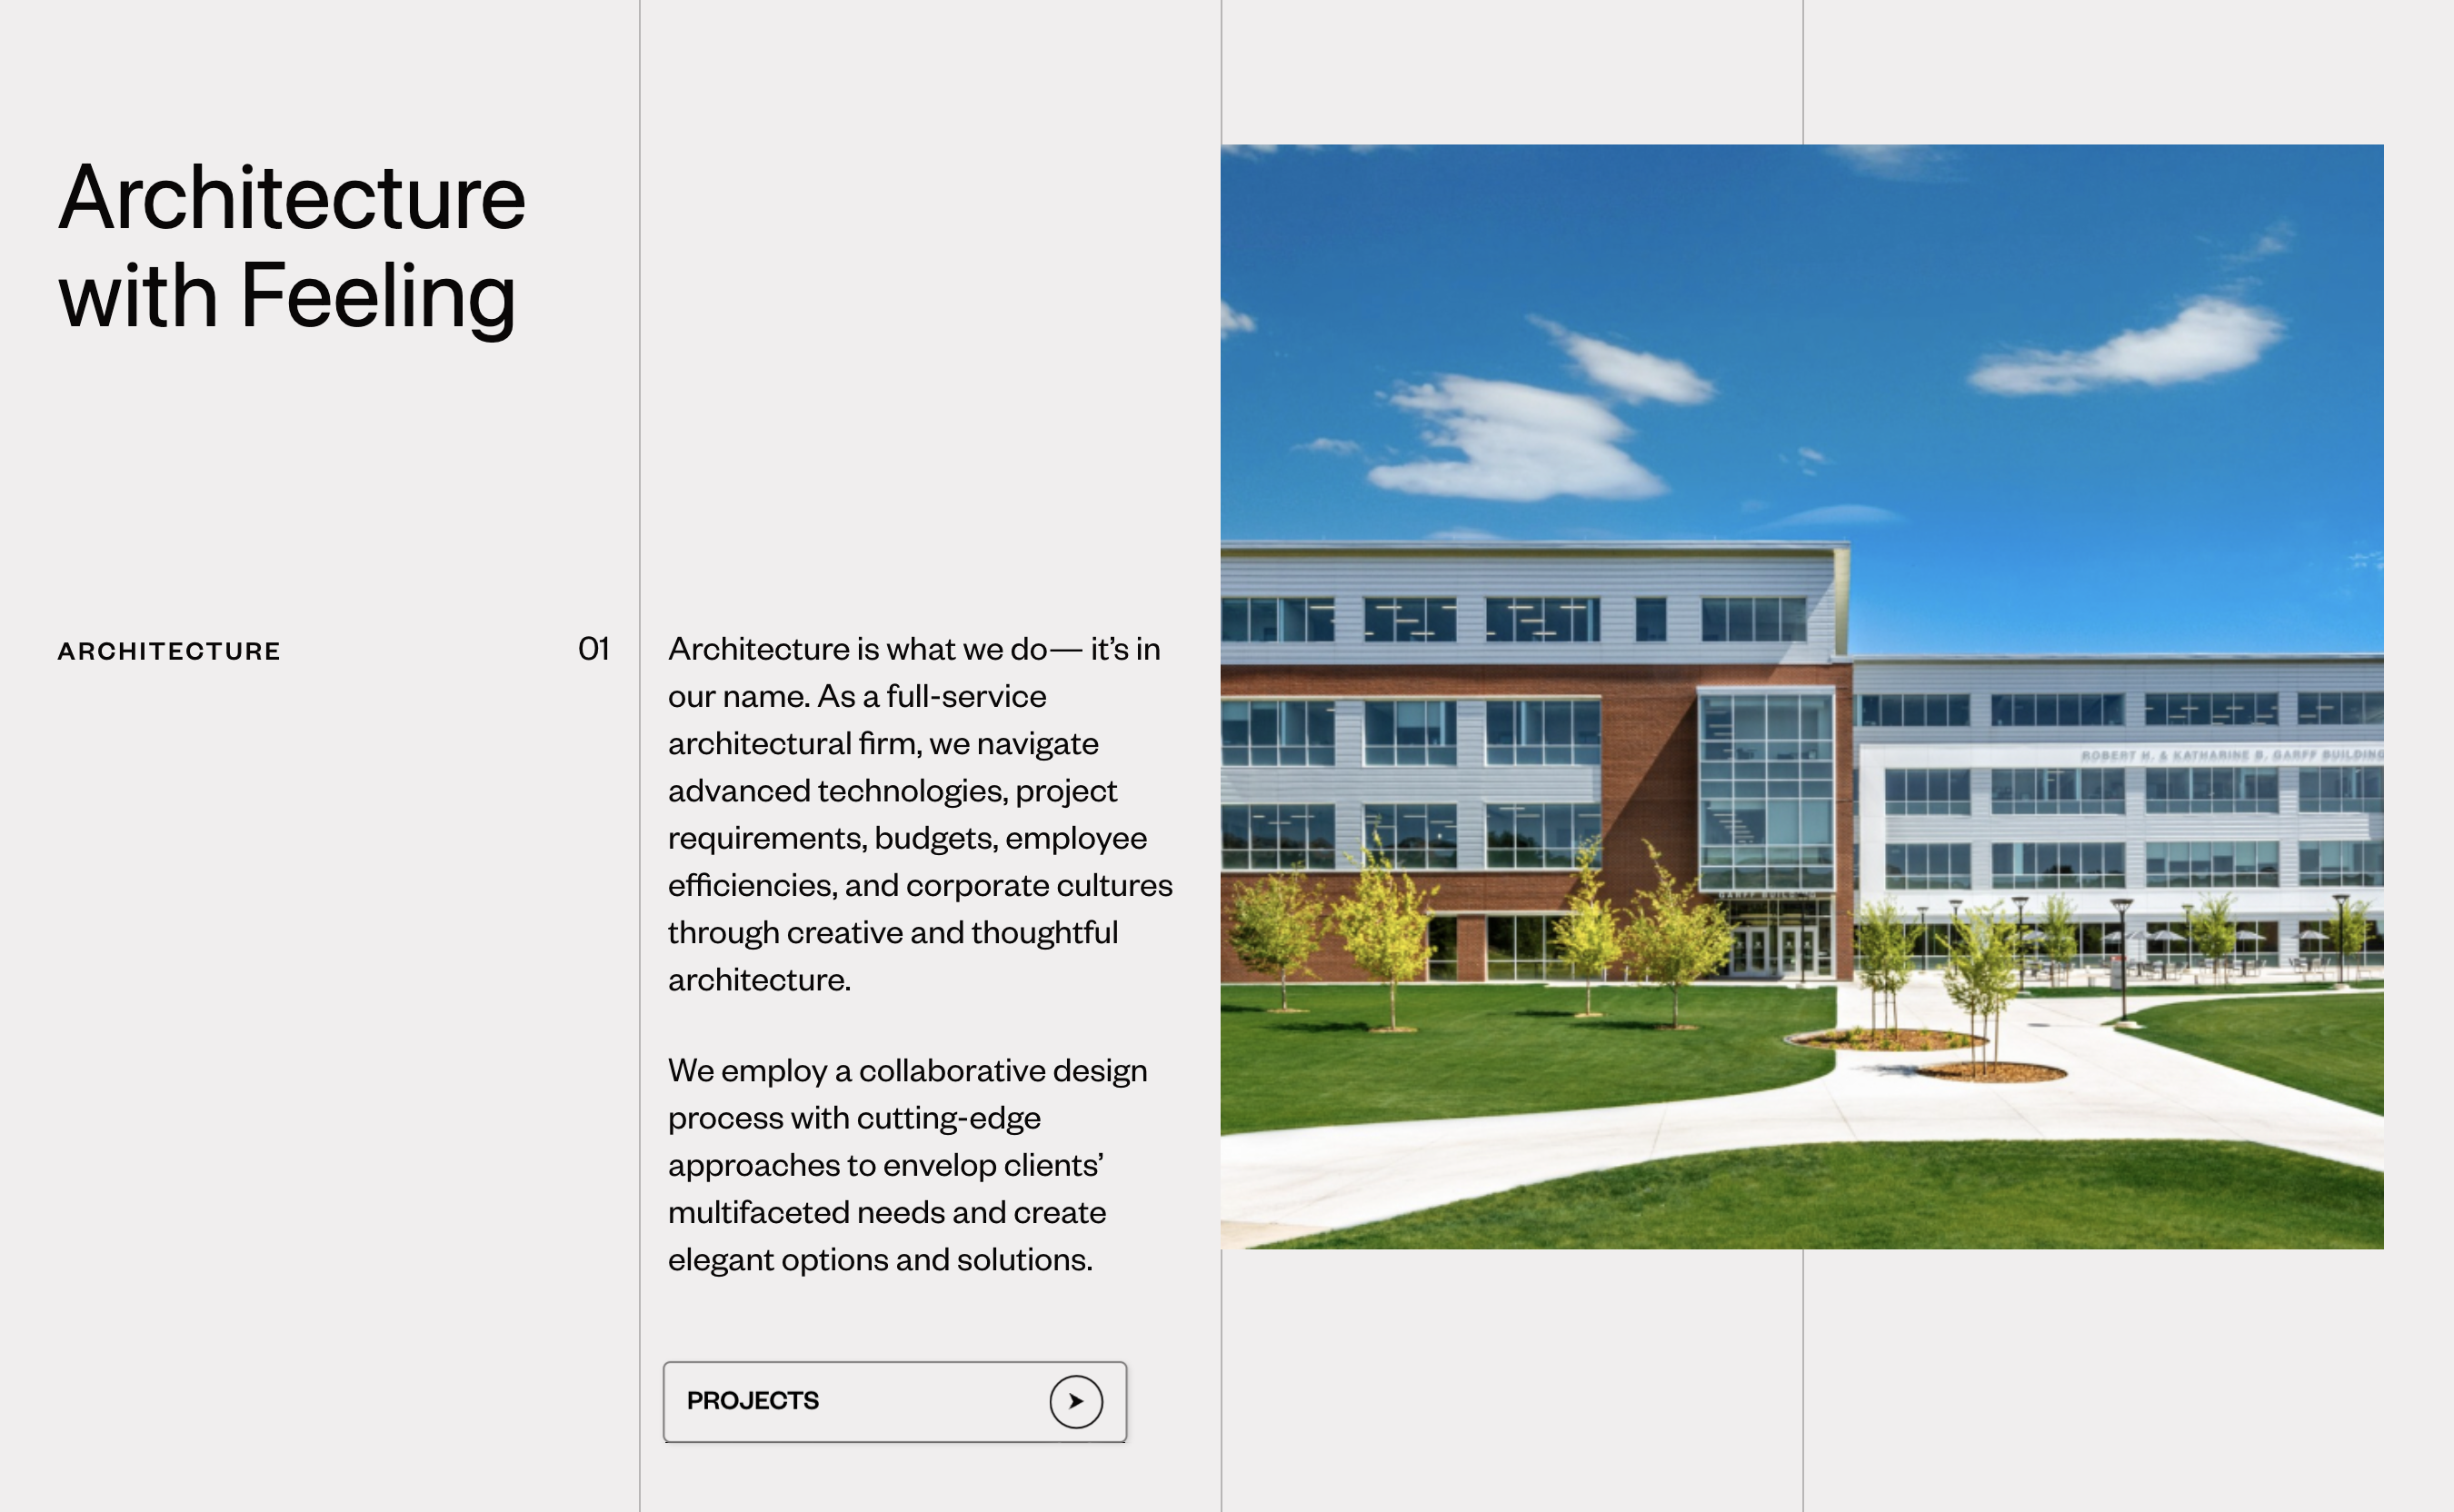 Architecture
with Feeling
ARCHITECTURE
01
Architecture is what we do— it’s in
our name. As a full-service
architectural firm, we navigate
advanced technologies, project
requirements, budgets, employee
efficiencies, and corporate cultures
through creative and thoughtful
architecture.
We employ a collaborative design
process with cutting-edge
approaches to envelop clients’
multifaceted needs and create
elegant options and solutions.
PROJECTS
ROBERT H. & KATHARINE B. GARFF BUILDING
GARFF BUILDING